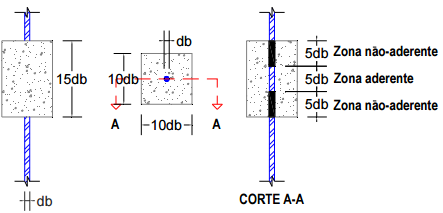 15db
db
db
10db
A
A
10db
5db Zona não-aderente
5db Zona aderente
5db Zona não-aderente
CORTE A-A